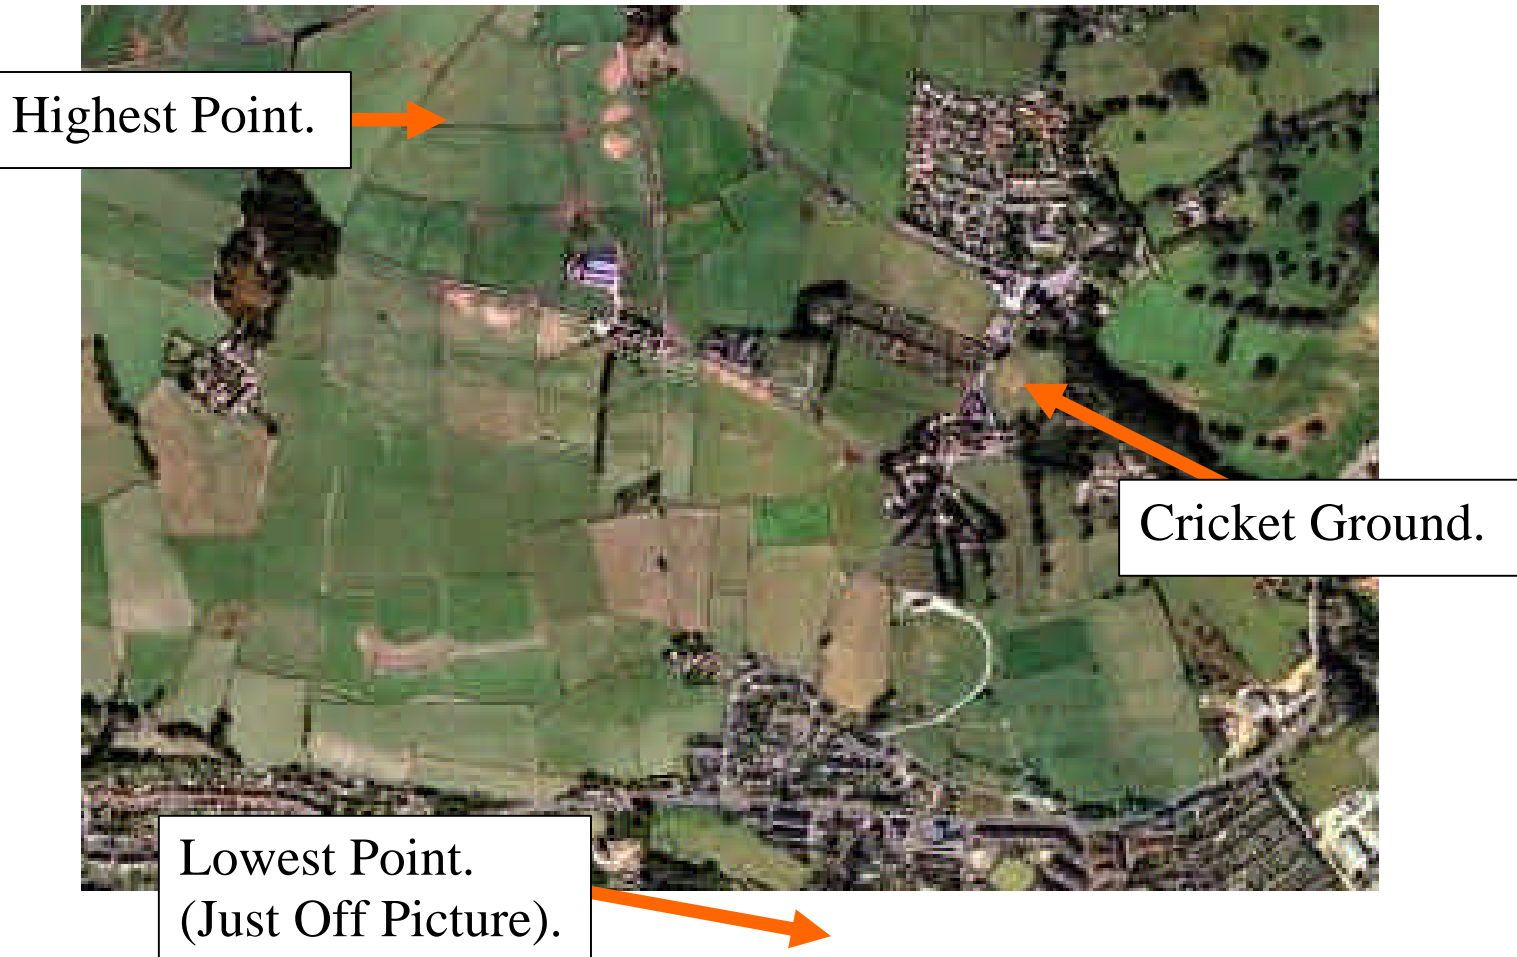 Highest Point.
Cricket Ground.
Lowest Point.
(Just Off Picture).